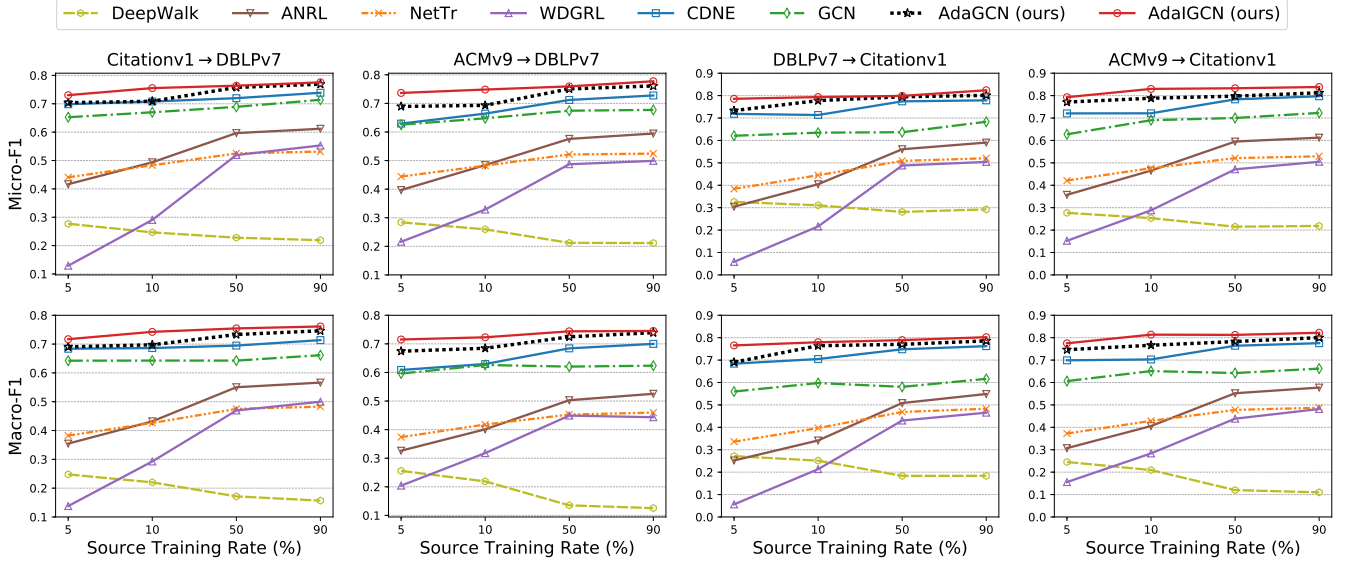 DeepWalk ANRL NetTr WDGRL CDNE GCN AdaGCN (ours) AdaIGCN (ours)
Citationv1→DBLPv7 ACMv9→DBLPv7 DBLPv7→Citationv1 ACMv9→Citationv1
Micro-F1
0.8 0.7 0.6 0.5 0.4 0.3 0.2 0.1
5 10 50 90
0.8 0.7 0.6 0.5 0.4 0.3 0.2 0.1
5 10 50 90
0.9 0.8 0.7 0.6 0.5 0.4 0.3 0.2 0.1 0.0
5 10 50 90
0.9 0.8 0.7 0.6 0.5 0.4 0.3 0.2 0.1 0.0
5 10 50 90
Macro-F1
0.8 0.7 0.6 0.5 0.4 0.3 0.2 0.1
5 10 50 90
Source Training Rate (%)
0.8 0.7 0.6 0.5 0.4 0.3 0.2 0.1
5 10 50 90
Source Training Rate (%)
0.9 0.8 0.7 0.6 0.5 0.4 0.3 0.2 0.1 0.0
5 10 50 90
Source Training Rate (%)
0.9 0.8 0.7 0.6 0.5 0.4 0.3 0.2 0.1 0.0
5 10 50 90
Source Training Rate (%)